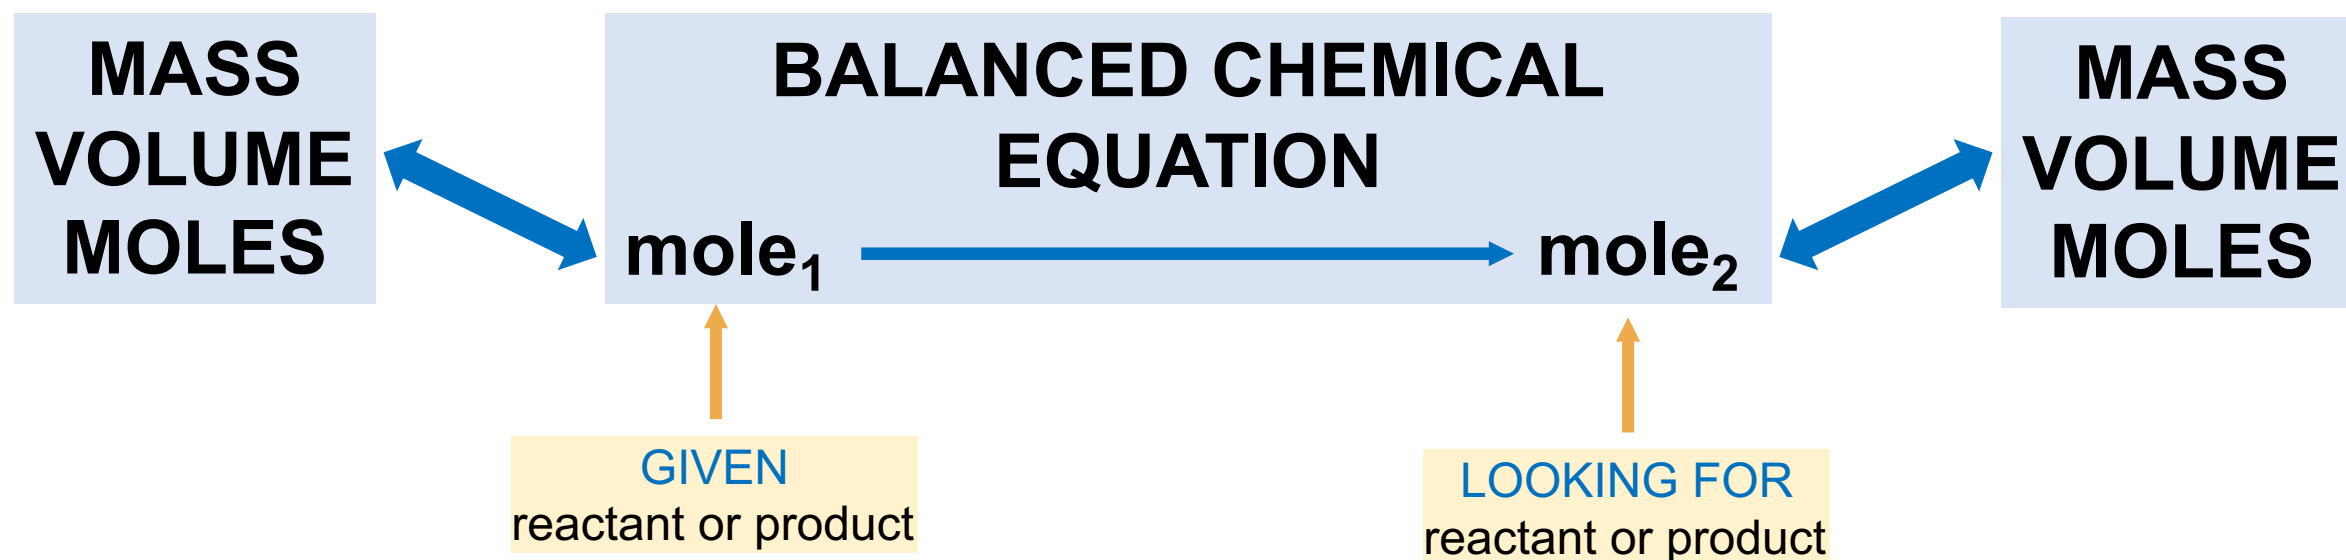 MASS
VOLUME
MOLES
BALANCED CHEMICAL
EQUATION
mole₁
mole₂
MASS
VOLUME
MOLES
GIVEN
reactant or product
LOOKING FOR
reactant or product